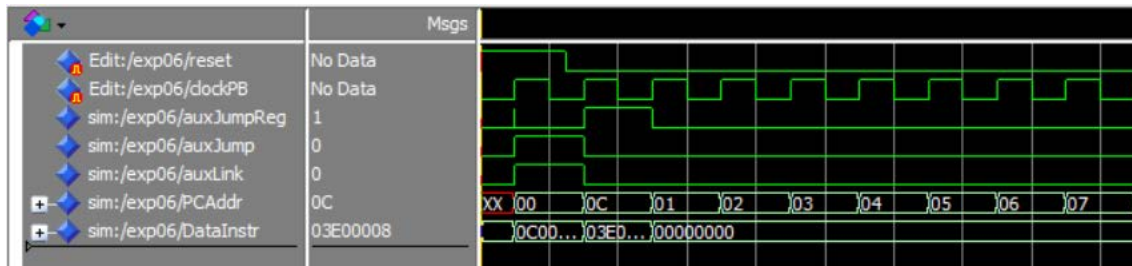 Msgs
Edit:/exp06/reset No Data
Edit:/exp06/clockPB No Data
sim:/exp06/auxJumpReg 1
sim:/exp06/auxJump 0
sim:/exp06/auxLink 0
sim:/exp06/PCAddr 0C XX 00 0C 01 02 03 04 05 06 07
sim:/exp06/DataInstr 03E00008 0C00... 03E0... 00000000